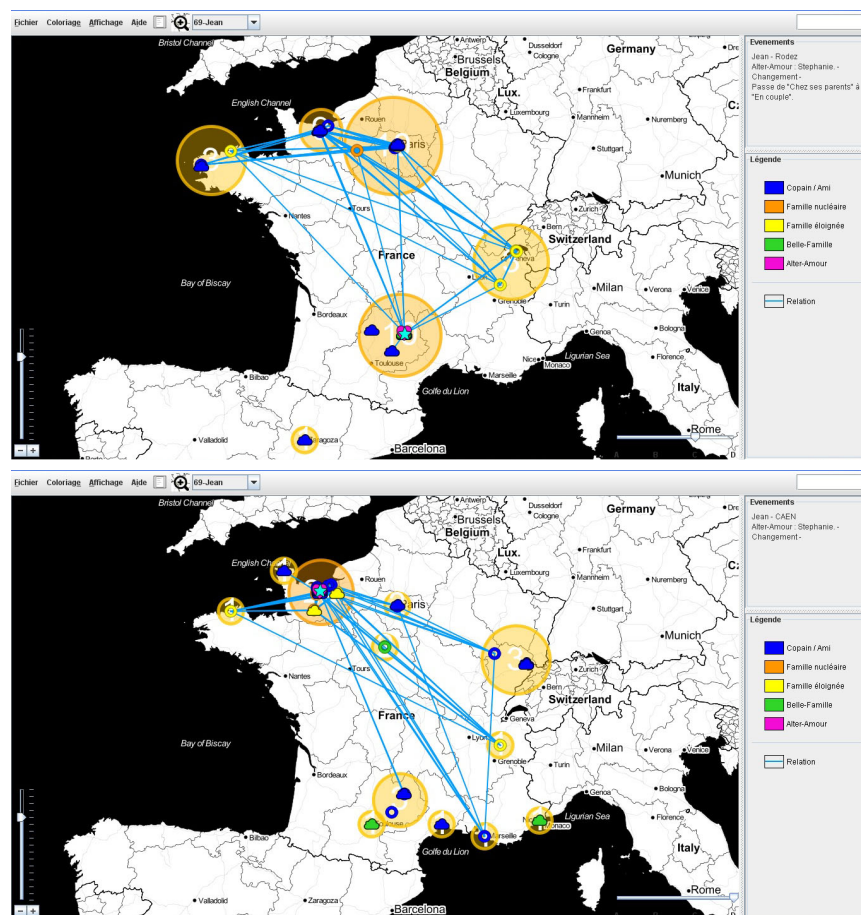 Fichier Coloriage Affichage Aide 69-Jean
Bristol Channel
Antwerp
Dusseldorf
Cologne
Germany
Brussels
Belgium
Lux.
Frankfurt
English Channel
Luxembourg
Mannheim
Nuremberg
Rouen
Paris
Stuttgart
Munich
Tours
Nantes
Zurich
Bern
Switzerland
Geneva
France
Bay of Biscay
Grenoble
Milan
Verona
Venice
Turin
Bordeaux
Genoa
Bologna
Toulouse
Nice
Monaco
Ligurian Sea
Florence
Marseille
Bilbao
Golfe du Lion
Italy
Valladolid
Rome
Barcelona
A B C D
Evenements
Jean - Rodez
Alter-Amour : Stephanie. -
Changement -
Passe de "Chez ses parents" à
"En couple".
Légende
Copain / Ami
Famille nucléaire
Famille éloignée
Belle-Famille
Alter-Amour
Relation
Fichier Coloriage Affichage Aide 69-Jean
Bristol Channel
Antwerp
Dusseldorf
Cologne
Germany
Brussels
Belgium
Lux.
Frankfurt
Luxembourg
Mannheim
Nuremberg
Rouen
Paris
Stuttgart
Munich
Tours
Nantes
Zurich
Bern
Switzerland
Geneva
France
Bay of Biscay
Lyon
Grenoble
Milan
Verona
Venice
Turin
Bordeaux
Genoa
Bologna
Monaco
Ligurian Sea
Florence
Marseille
Bilbao
Golfe du Lion
Italy
Valladolid
Zaragoza
Rome
Barcelona
Evenements
Jean - CAEN
Alter-Amour : Stephanie. -
Changement -
Légende
Copain / Ami
Famille nucléaire
Famille éloignée
Belle-Famille
Alter-Amour
Relation